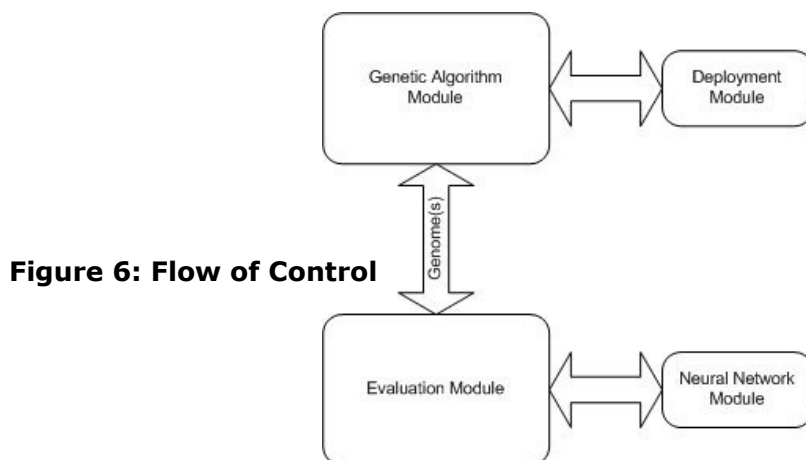 Genetic Algorithm
Module
Deployment
Module
Genome(s)
Figure 6: Flow of Control
Evaluation Module
Neural Network
Module